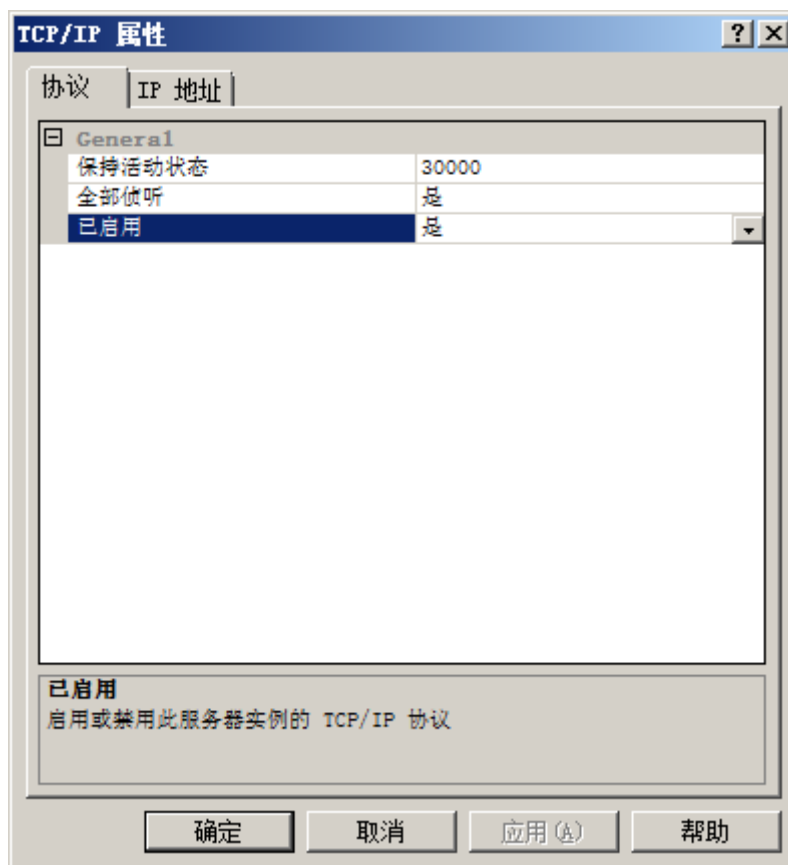 TCP/IP 属性
协议 IP 地址
General
保持活动状态 30000
全部侦听 是
已启用 是
已启用
启用或禁用此服务器实例的 TCP/IP 协议
确定 取消 应用(A) 帮助